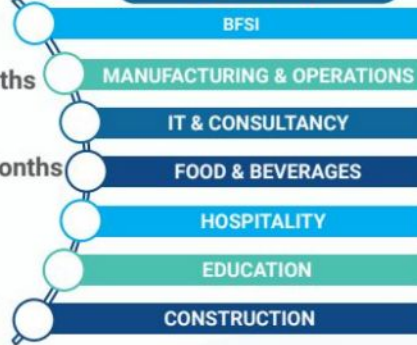 BFSI
ths
MANUFACTURING & OPERATIONS
IT & CONSULTANCY
onths
FOOD & BEVERAGES
HOSPITALITY
EDUCATION
CONSTRUCTION